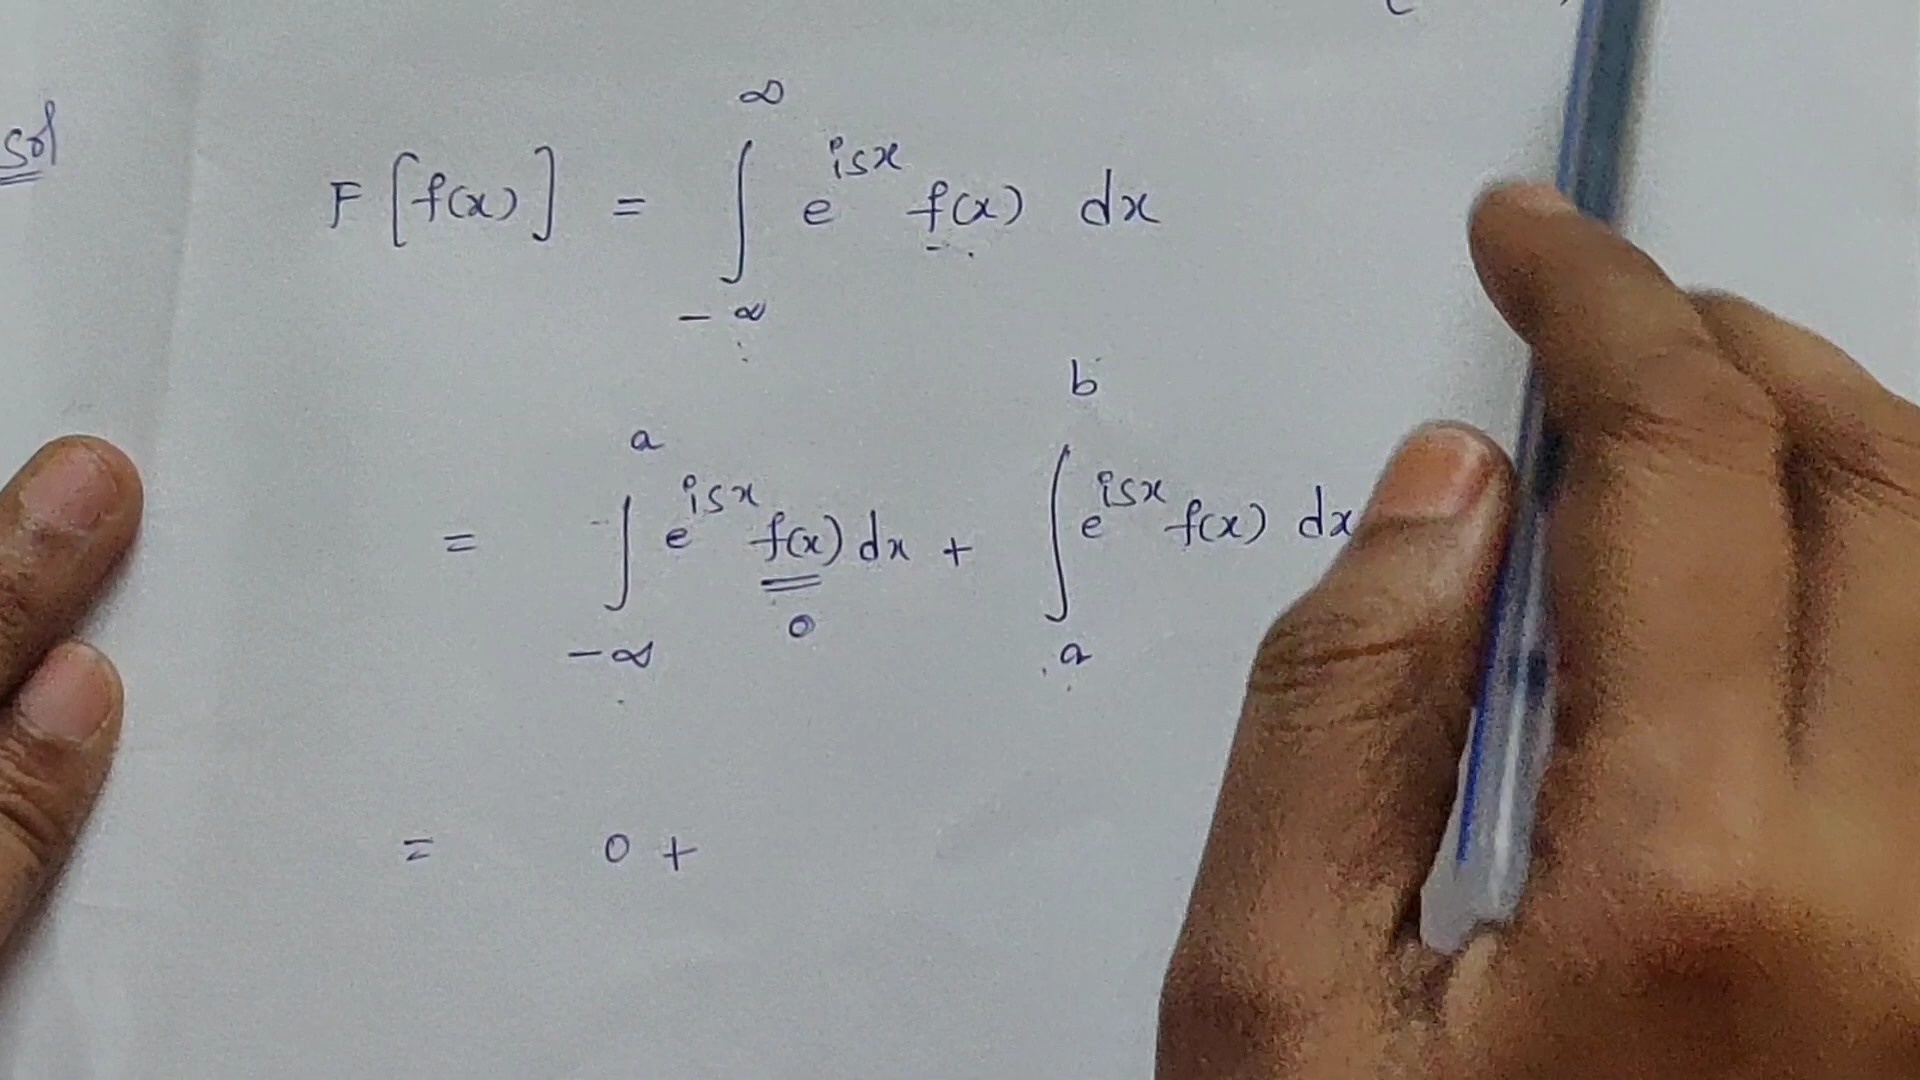 sol
F [f(x)] = ∫_{-∞}^{∞} e^{isx} f(x) dx
= ∫_{-∞}^{a} e^{isx} f(x) dx + ∫_{a}^{b} e^{isx} f(x) dx
0
= 0 +